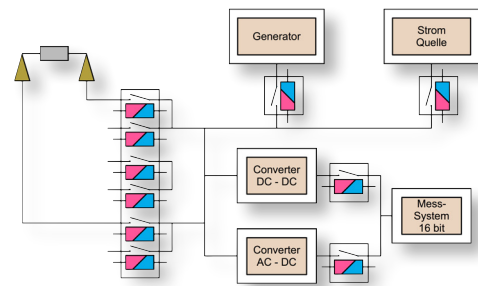 Generator
Strom
Quelle
Converter
DC - DC
Mess-
System
16 bit
Converter
AC - DC